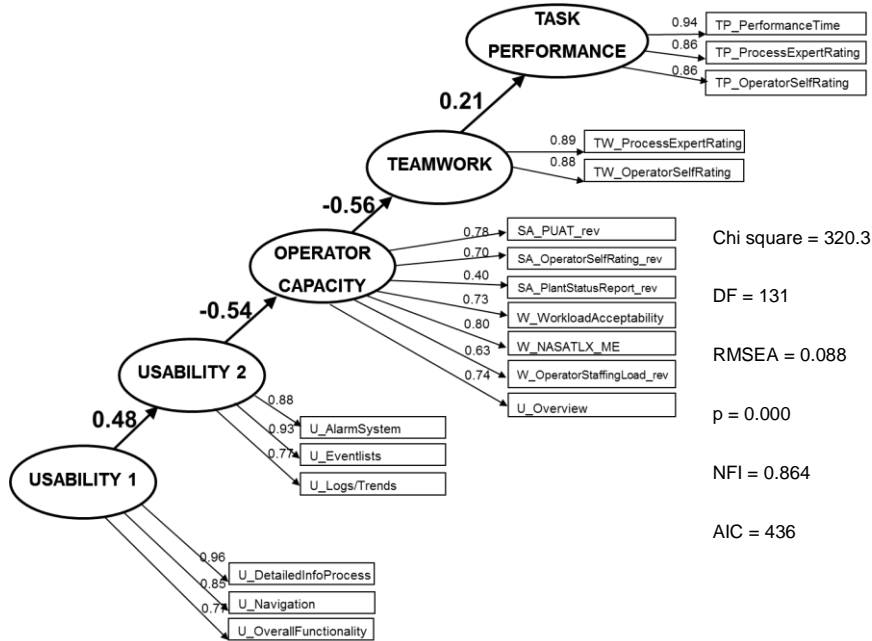 TASK
PERFORMANCE
0.94
TP_PerformanceTime
0.86
TP_ProcessExpertRating
0.86
TP_OperatorSelfRating
0.21
TEAMWORK
0.89
TW_ProcessExpertRating
0.88
TW_OperatorSelfRating
-0.56
OPERATOR
CAPACITY
0.78
SA_PUAT_rev
0.70
SA_OperatorSelfRating_rev
0.40
SA_PlantStatusReport_rev
0.73
W_WorkloadAcceptability
0.80
W_NASATLX_ME
0.63
W_OperatorStaffingLoad_rev
0.74
U_Overview
-0.54
USABILITY 2
0.88
U_AlarmSystem
0.93
U_Eventlists
0.77
U_Logs/Trends
0.48
USABILITY 1
0.96
U_DetailedInfoProcess
0.85
U_Navigation
0.77
U_OverallFunctionality
Chi square = 320.3
DF = 131
RMSEA = 0.088
p = 0.000
NFI = 0.864
AIC = 436